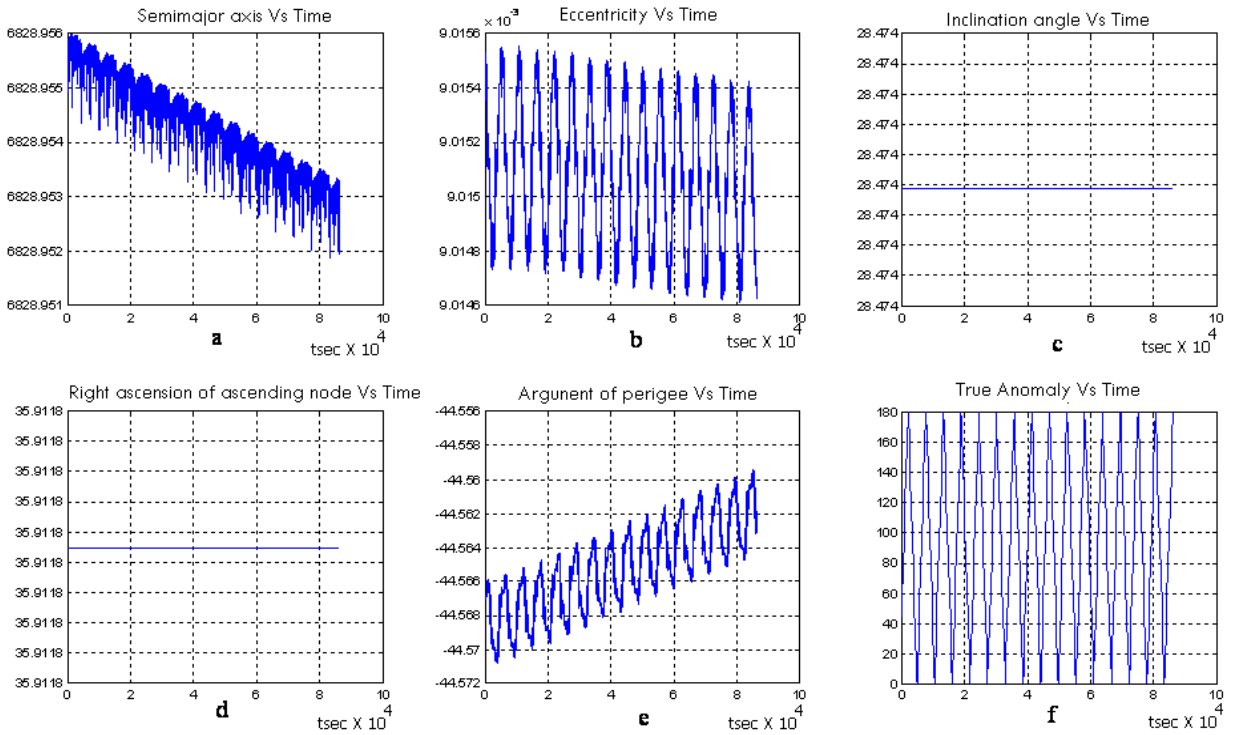 Semimajor axis Vs Time
6828.956
6828.955
6828.954
6828.953
6828.952
6828.951
0 2 4 6 8 10
a
tsec X 10^4
Eccentricity Vs Time
× 10^-3
9.0156
9.0154
9.0152
9.015
9.0148
9.0146
0 2 4 6 8 10
b
tsec X 10^4
Inclination angle Vs Time
28.474
28.474
28.474
28.474
28.474
28.474
28.474
28.474
28.474
28.474
0 2 4 6 8 10
c
tsec X 10^4
Right ascension of ascending node Vs Time
35.9118
35.9118
35.9118
35.9118
35.9118
35.9118
35.9118
35.9118
35.9118
35.9118
0 2 4 6 8 10
d
tsec X 10^4
Argunent of perigee Vs Time
-44.556
-44.558
-44.56
-44.562
-44.564
-44.566
-44.568
-44.57
-44.572
0 2 4 6 8 10
e
tsec X 10^4
True Anomaly Vs Time
180
160
140
120
100
80
60
40
20
0
0 2 4 6 8 10
f
tsec X 10^4